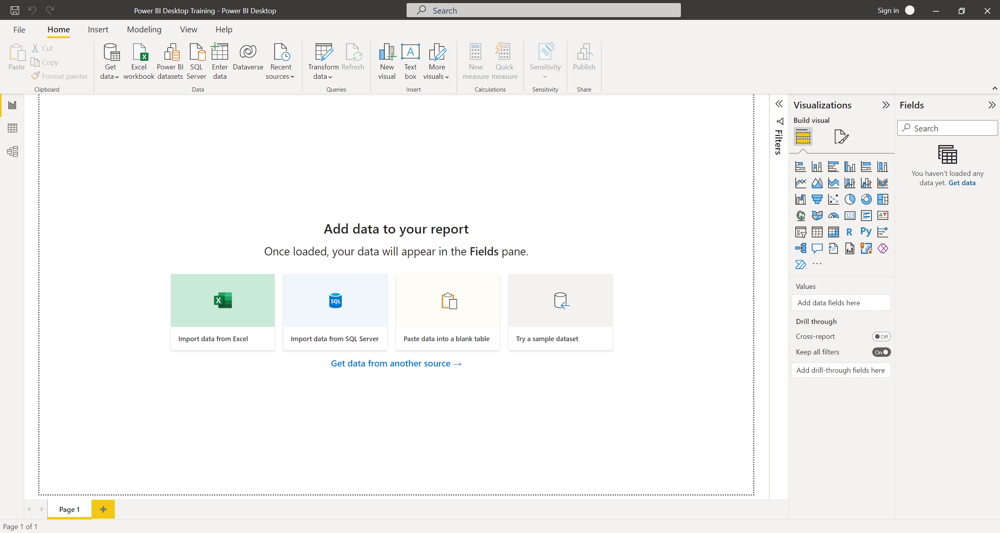 Power BI Desktop Training - Power BI Desktop
Search
Sign in
File
Home
Insert
Modeling
View
Help
Paste
Cut
Copy
Format painter
Clipboard
Get data
Excel workbook
Power BI datasets
SQL Server
Enter data
Dataverse
Recent sources
Data
Transform data
Refresh
Queries
New visual
Text box
More visuals
Insert
New measure
Quick measure
Calculations
Sensitivity
Sensitivity
Publish
Share
Add data to your report
Once loaded, your data will appear in the Fields pane.
X
Import data from Excel
SQL
Import data from SQL Server
Paste data into a blank table
Try a sample dataset
Get data from another source →
Filters
Visualizations
Build visual
123
R
Py
Values
Add data fields here
Drill through
Cross-report
Off
Keep all filters
On
Add drill-through fields here
Fields
Search
You haven't loaded any
data yet. Get data
Page 1
Page 1 of 1